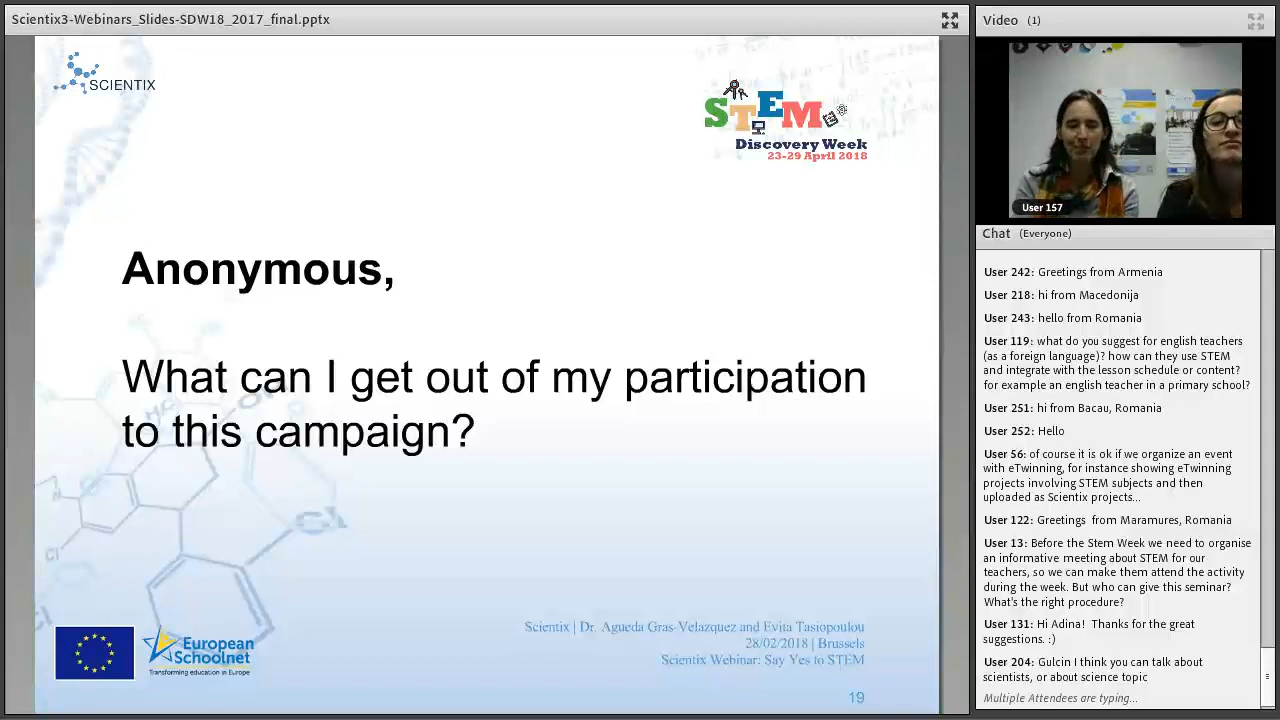 Scientix3-Webinars_Slides-SDW18_2017_final.pptx
SCIENTIX
STEM
Discovery Week
23-29 April 2018
Anonymous,
What can I get out of my participation
to this campaign?
European
Schoolnet
Transforming education in Europe
Scientix | Dr. Agueda Gras-Velazquez and Evita Tasiopoulou
28/02/2018 | Brussels
Scientix Webinar: Say Yes to STEM
19
Video (1)
User 157
Chat (Everyone)
User 242: Greetings from Armenia
User 218: hi from Macedonija
User 243: hello from Romania
User 119: what do you suggest for english teachers
(as a foreign language)? how can they use STEM
and integrate with the lesson schedule or content?
for example an english teacher in a primary school?
User 251: hi from Bacau, Romania
User 252: Hello
User 56: of course it is ok if we organize an event
with eTwinning, for instance showing eTwinning
projects involving STEM subjects and then
uploaded as Scientix projects...
User 122: Greetings from Maramures, Romania
User 13: Before the Stem Week we need to organise
an informative meeting about STEM for our
teachers, so we can make them attend the activity
during the week. But who can give this seminar?
What's the right procedure?
User 131: Hi Adina! Thanks for the great
suggestions. :)
User 204: Gulcin I think you can talk about
scientists, or about science topic
Multiple Attendees are typing...